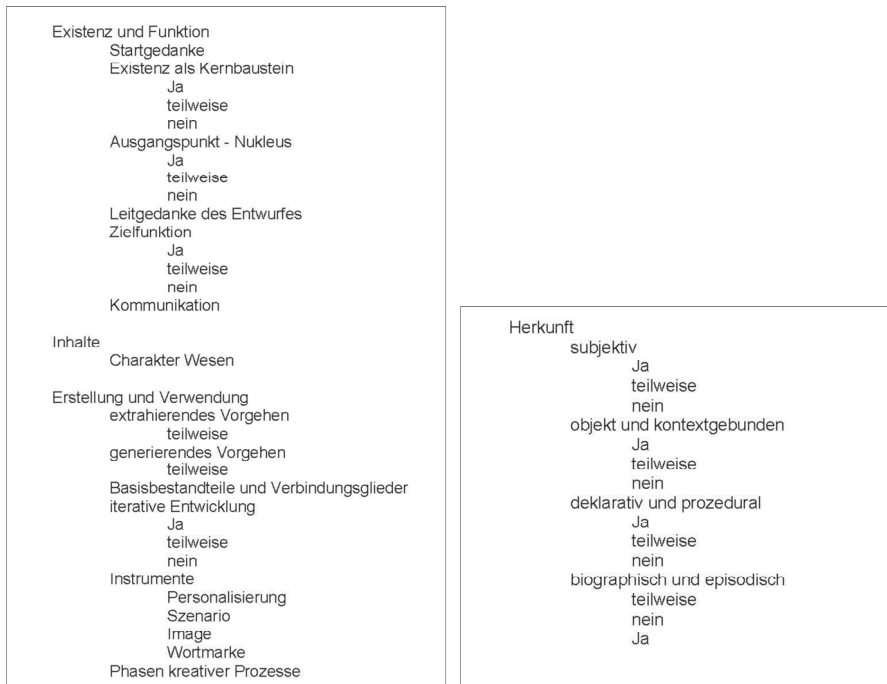 Existenz und Funktion
Startgedanke
Existenz als Kernbaustein
Ja
teilweise
nein
Ausgangspunkt - Nukleus
Ja
teilweise
nein
Leitgedanke des Entwurfes
Zielfunktion
Ja
teilweise
nein
Kommunikation
Inhalte
Charakter Wesen
Erstellung und Verwendung
extrahierendes Vorgehen
teilweise
generierendes Vorgehen
teilweise
Basisbestandteile und Verbindungsglieder
iterative Entwicklung
Ja
teilweise
nein
Instrumente
Personalisierung
Szenario
Image
Wortmarke
Phasen kreativer Prozesse
Herkunft
subjektiv
Ja
teilweise
nein
objekt und kontextgebunden
Ja
teilweise
nein
deklarativ und prozedural
Ja
teilweise
nein
biographisch und episodisch
teilweise
nein
Ja